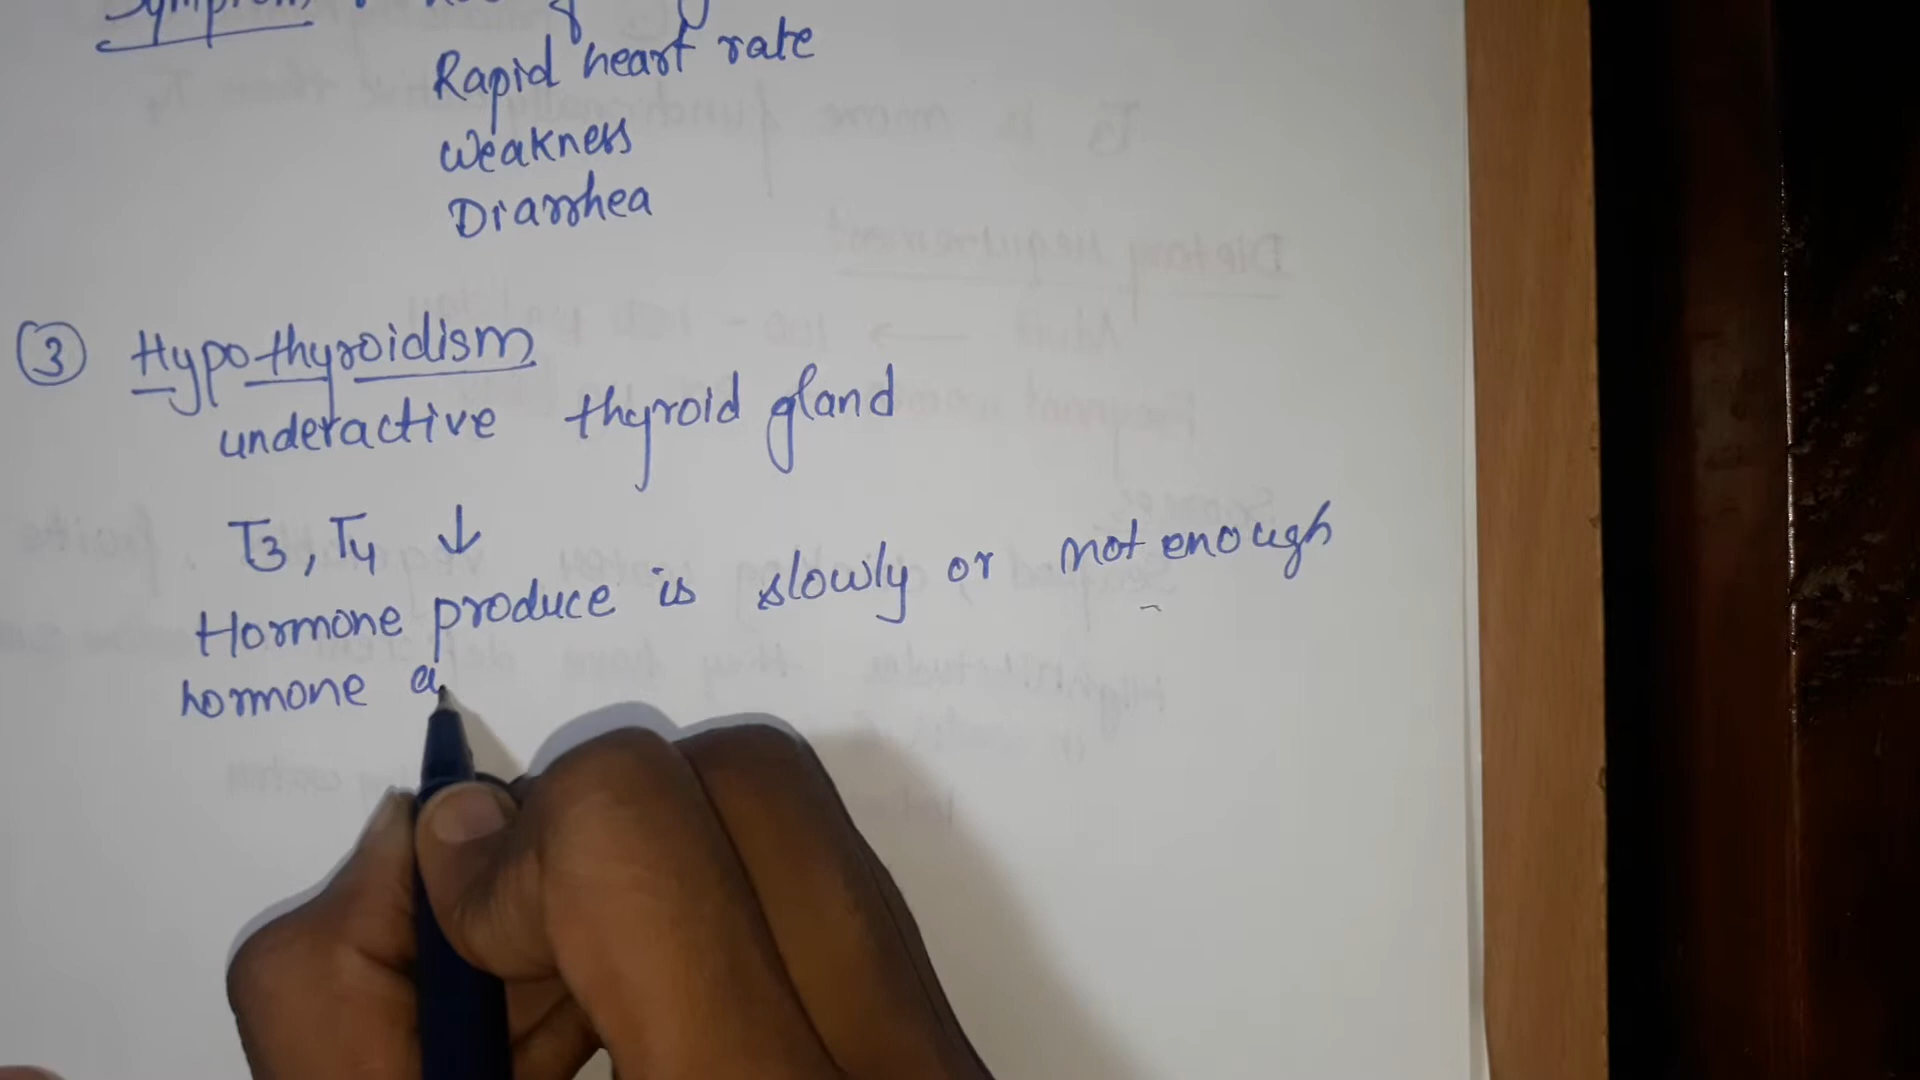 Rapid heart rate
Weakness
Diarrhea
③ Hypothyroidism
underactive thyroid gland
T3, T4 ↓
Hormone produce is slowly or not enough
hormone a